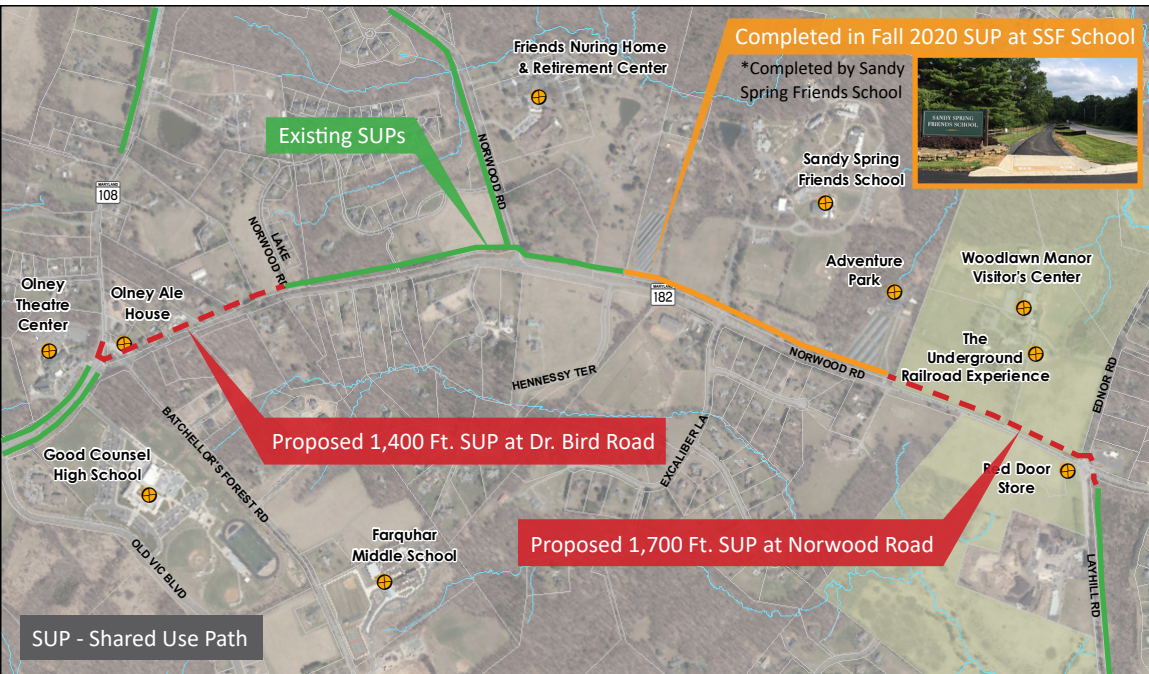 Completed in Fall 2020 SUP at SSF School
*Completed by Sandy
Spring Friends School
SANDY SPRING
FRIENDS SCHOOL
Friends Nuring Home
& Retirement Center
Existing SUPs
NORWOOD RD
Sandy Spring
Friends School
MARYLAND
108
LAKE
NORWOOD RD
Adventure
Park
Woodlawn Manor
Visitor's Center
Olney
Theatre
Center
Olney Ale
House
MARYLAND
182
The
Underground
Railroad Experience
NORWOOD RD
HENNESSY TER
EDNOR RD
BATCHELLOR'S FOREST RD
EXCALIBER LA
Proposed 1,400 Ft. SUP at Dr. Bird Road
Good Counsel
High School
Red Door
Store
Proposed 1,700 Ft. SUP at Norwood Road
Farquhar
Middle School
OLD VIC BLVD
LAYHILL RD
SUP - Shared Use Path